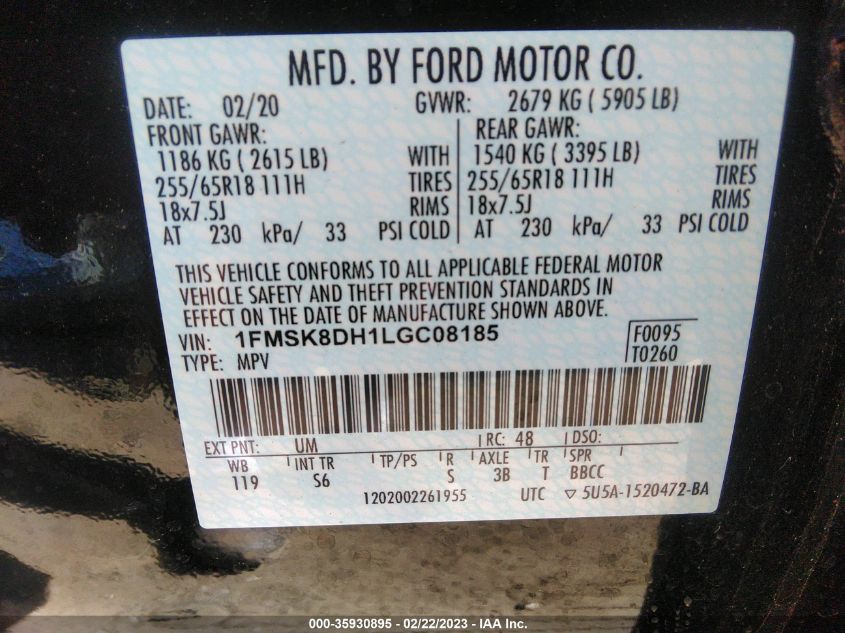 MFD. BY FORD MOTOR CO.
DATE: 02/20 GVWR: 2679 KG ( 5905 LB)
FRONT GAWR: REAR GAWR:
1186 KG ( 2615 LB) WITH 1540 KG ( 3395 LB) WITH
255/65R18 111H TIRES 255/65R18 111H TIRES
18x7.5J RIMS 18x7.5J RIMS
AT 230 kPa/ 33 PSI COLD AT 230 kPa/ 33 PSI COLD
THIS VEHICLE CONFORMS TO ALL APPLICABLE FEDERAL MOTOR
VEHICLE SAFETY AND THEFT PREVENTION STANDARDS IN
EFFECT ON THE DATE OF MANUFACTURE SHOWN ABOVE.
VIN: 1FMSK8DH1LGC08185 F0095
TYPE: MPV T0260
EXT PNT: UM RC: 48 DSO:
WB INT TR TP/PS R AXLE TR SPR
119 S6 S 3B T BBCC
1202002261955 UTC ▽ 5U5A-1520472-BA
000-35930895 - 02/22/2023 - IAA Inc.